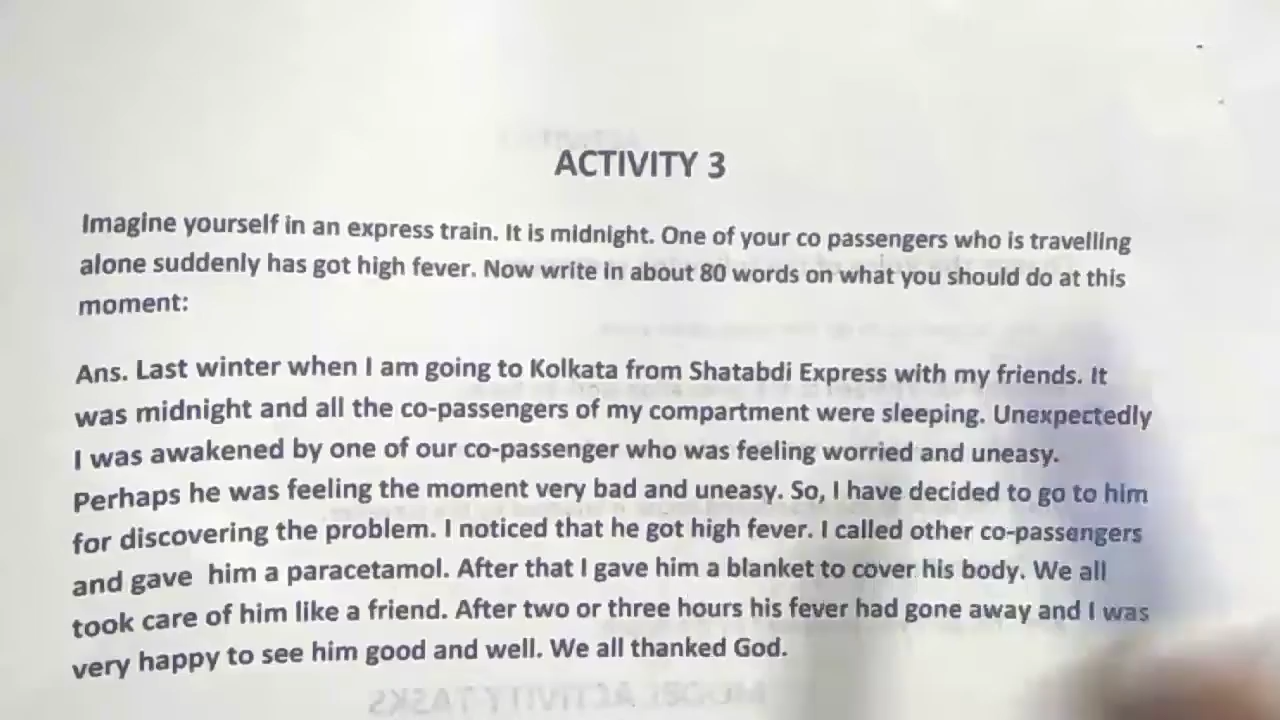 ACTIVITY 3
Imagine yourself in an express train. It is midnight. One of your co passengers who is travelling
alone suddenly has got high fever. Now write in about 80 words on what you should do at this
moment:
Ans. Last winter when I am going to Kolkata from Shatabdi Express with my friends. It
was midnight and all the co-passengers of my compartment were sleeping. Unexpectedly
I was awakened by one of our co-passenger who was feeling worried and uneasy.
Perhaps he was feeling the moment very bad and uneasy. So, I have decided to go to him
for discovering the problem. I noticed that he got high fever. I called other co-passengers
and gave him a paracetamol. After that I gave him a blanket to cover his body. We all
took care of him like a friend. After two or three hours his fever had gone away and I was
very happy to see him good and well. We all thanked God.
MODEL ACTIVITY TASKS